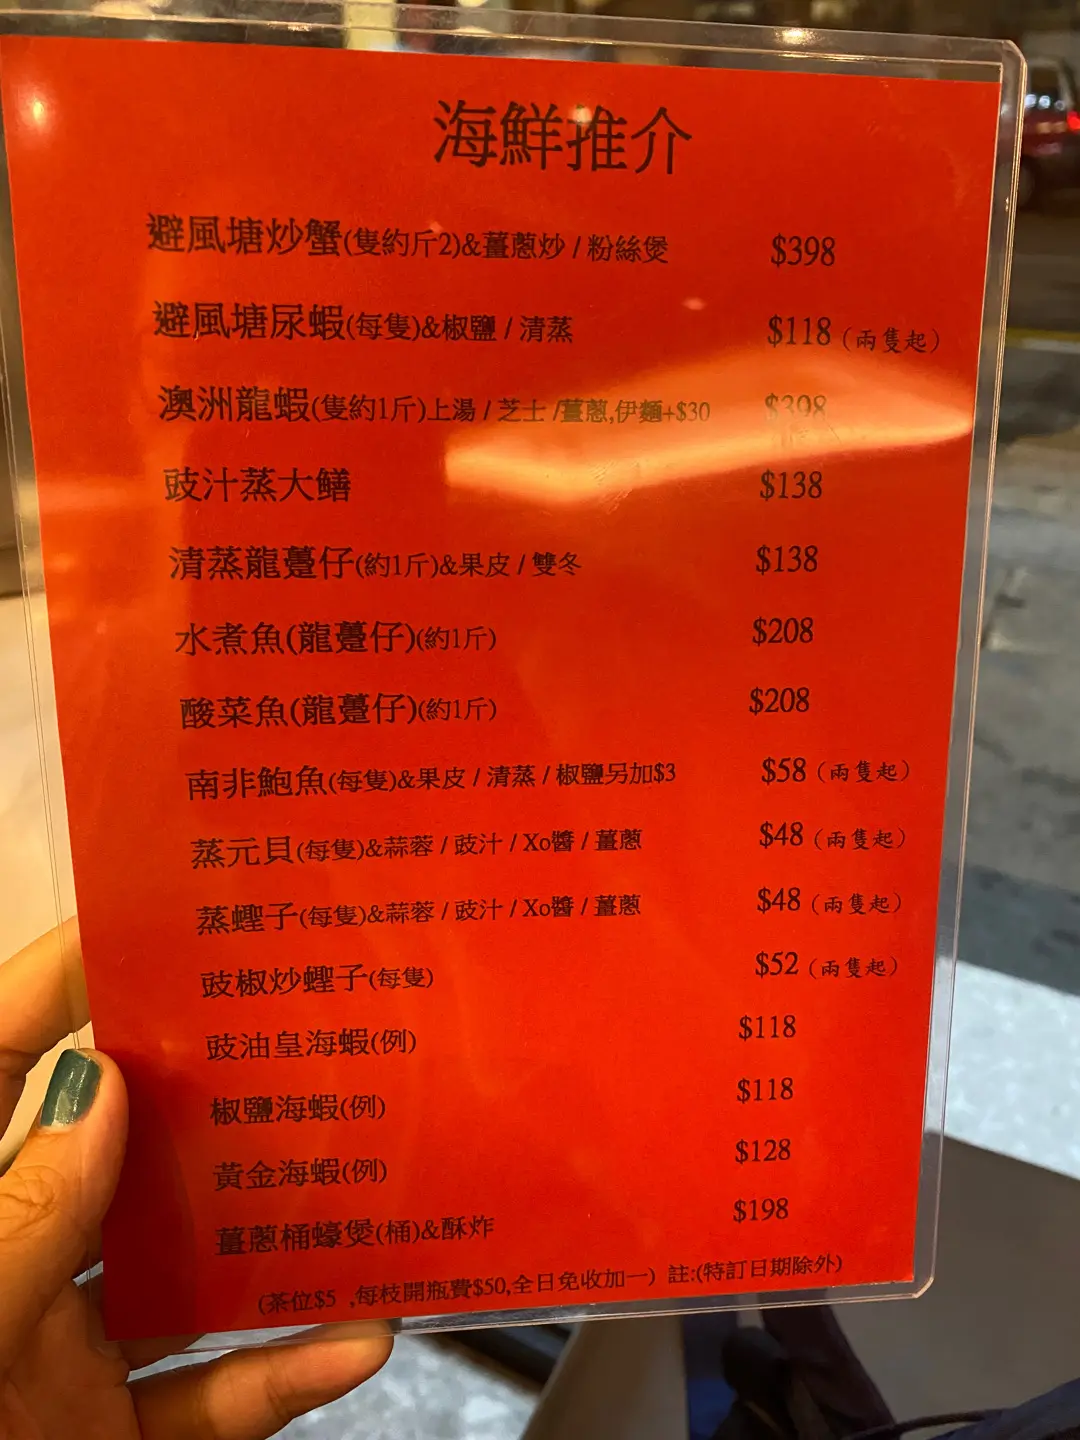 海鮮推介
避風塘炒蟹(隻約斤2)&薑蔥炒 / 粉絲煲 $398
避風塘尿蝦(每隻)&椒鹽 / 清蒸 $118 (兩隻起)
澳洲龍蝦(隻約1斤)上湯 / 芝士 /薑蔥,伊麵+$30 $398
豉汁蒸大鱔 $138
清蒸龍躉仔(約1斤)&果皮 / 雙冬 $138
水煮魚(龍躉仔)(約1斤) $208
酸菜魚(龍躉仔)(約1斤) $208
南非鮑魚(每隻)&果皮 / 清蒸 / 椒鹽另加$3 $58 (兩隻起)
蒸元貝(每隻)&蒜蓉 / 豉汁 / Xo醬 / 薑蔥 $48 (兩隻起)
蒸蟶子(每隻)&蒜蓉 / 豉汁 / Xo醬 / 薑蔥 $48 (兩隻起)
豉椒炒蟶子(每隻) $52 (兩隻起)
豉油皇海蝦(例) $118
椒鹽海蝦(例) $118
黃金海蝦(例) $128
薑蔥桶蠔煲(桶)&酥炸 $198
(茶位$5 ,每枝開瓶費$50,全日免收加一) 註:(特訂日期除外)